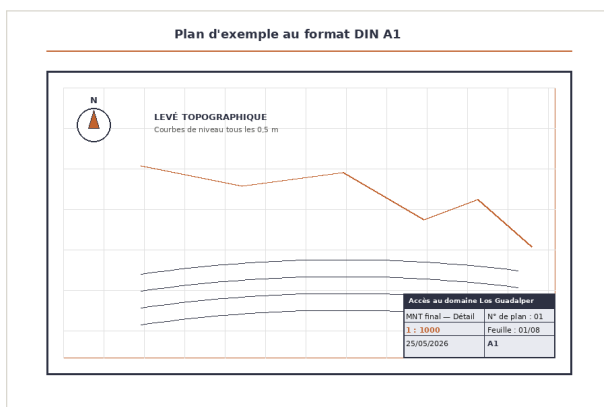 Plan d'exemple au format DIN A1
N
LEVÉ TOPOGRAPHIQUE
Courbes de niveau tous les 0,5 m
Accès au domaine Los Guadalper
MNT final — Détail
N° de plan : 01
1 : 1000
Feuille : 01/08
25/05/2026
A1